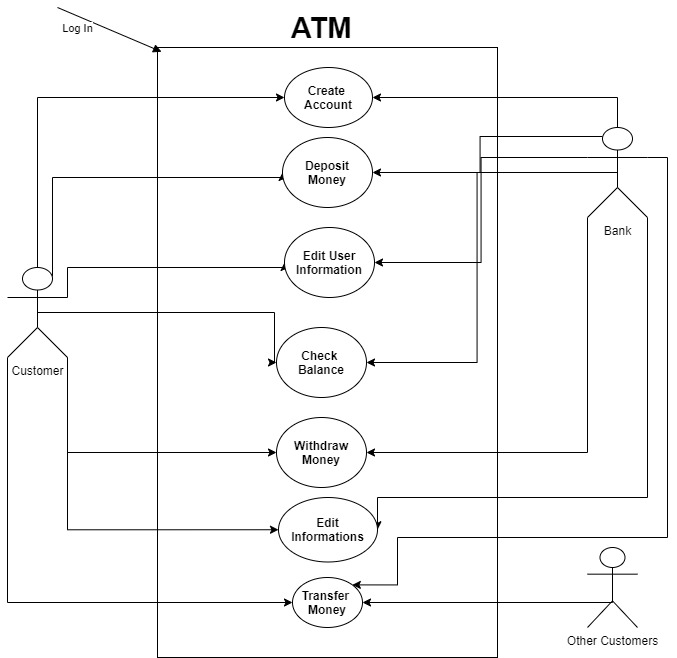 ATM
Log In
Create
Account
Deposit
Money
Edit User
Information
Bank
Check
Balance
Customer
Withdraw
Money
Edit
Informations
Transfer
Money
Other Customers